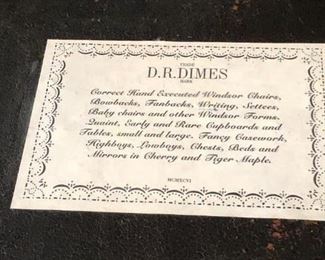 TRADE
D.R.DIMES
MARK
Correct Hand Executed Windsor Chairs,
Bowbacks, Fanbacks, Writing, Settees,
Baby chairs and other Windsor Forms.
Quaint, Early and Rare Cupboards and
Tables, small and large. Fancy Casework,
Highboys, Lowboys, Chests, Beds and
Mirrors in Cherry and Tiger Maple.
MCMXCVI